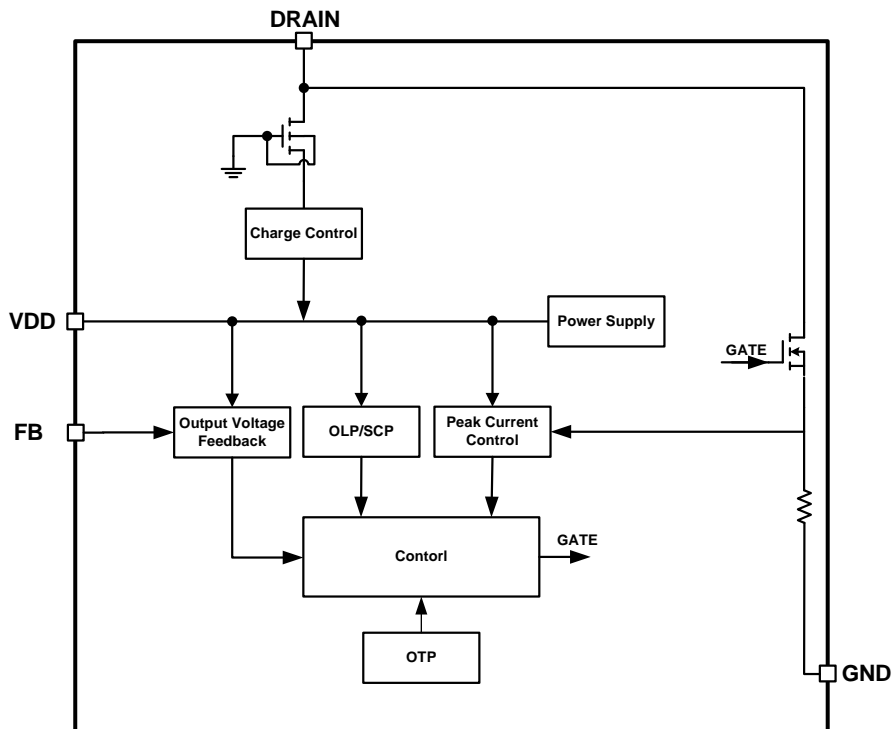 DRAIN
Charge Control
VDD
Power Supply
GATE
FB
Output Voltage
Feedback
OLP/SCP
Peak Current
Control
Contorl
GATE
OTP
GND